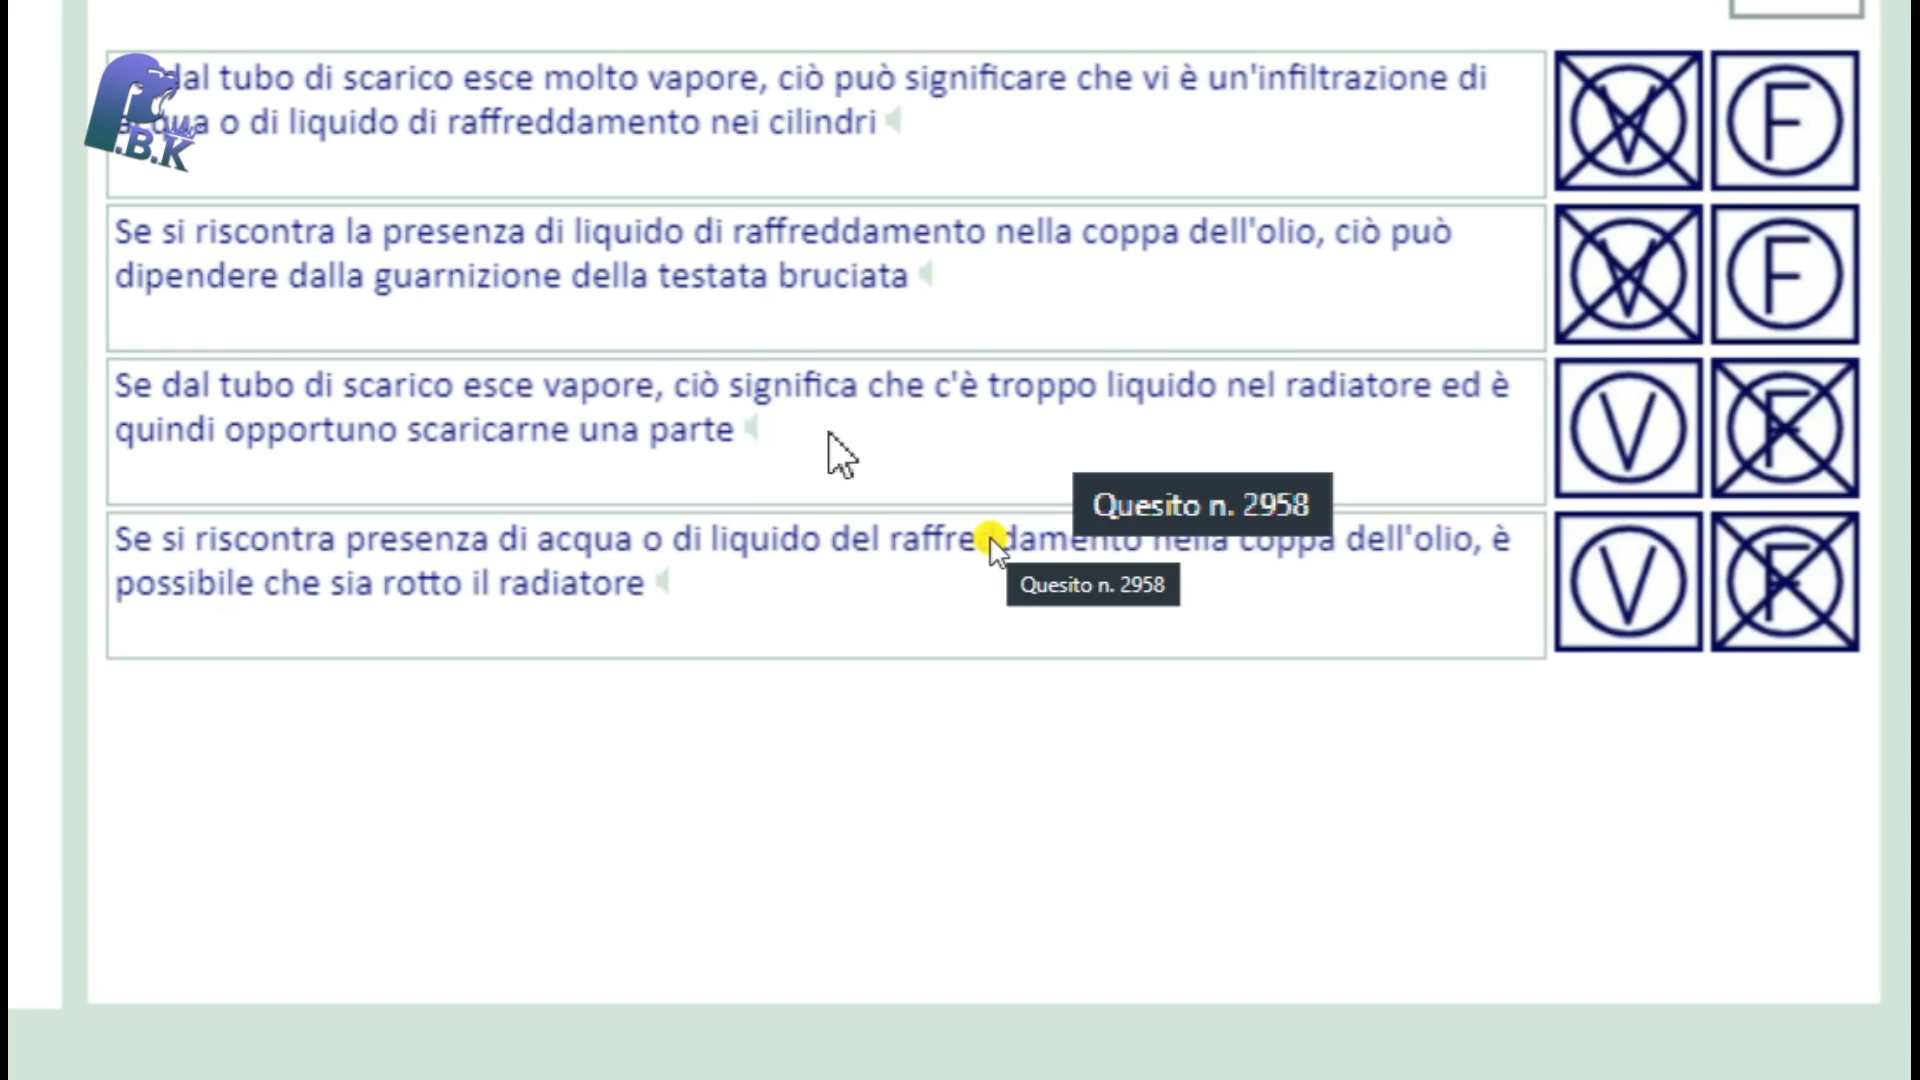 dal tubo di scarico esce molto vapore, ciò può significare che vi è un'infiltrazione di
acqua o di liquido di raffreddamento nei cilindri
V F
.B.K
Se si riscontra la presenza di liquido di raffreddamento nella coppa dell'olio, ciò può
dipendere dalla guarnizione della testata bruciata
V F
Se dal tubo di scarico esce vapore, ciò significa che c'è troppo liquido nel radiatore ed è
quindi opportuno scaricarne una parte
V F
Quesito n. 2958
Se si riscontra presenza di acqua o di liquido del raffreddamento nella coppa dell'olio, è
possibile che sia rotto il radiatore
V F
Quesito n. 2958